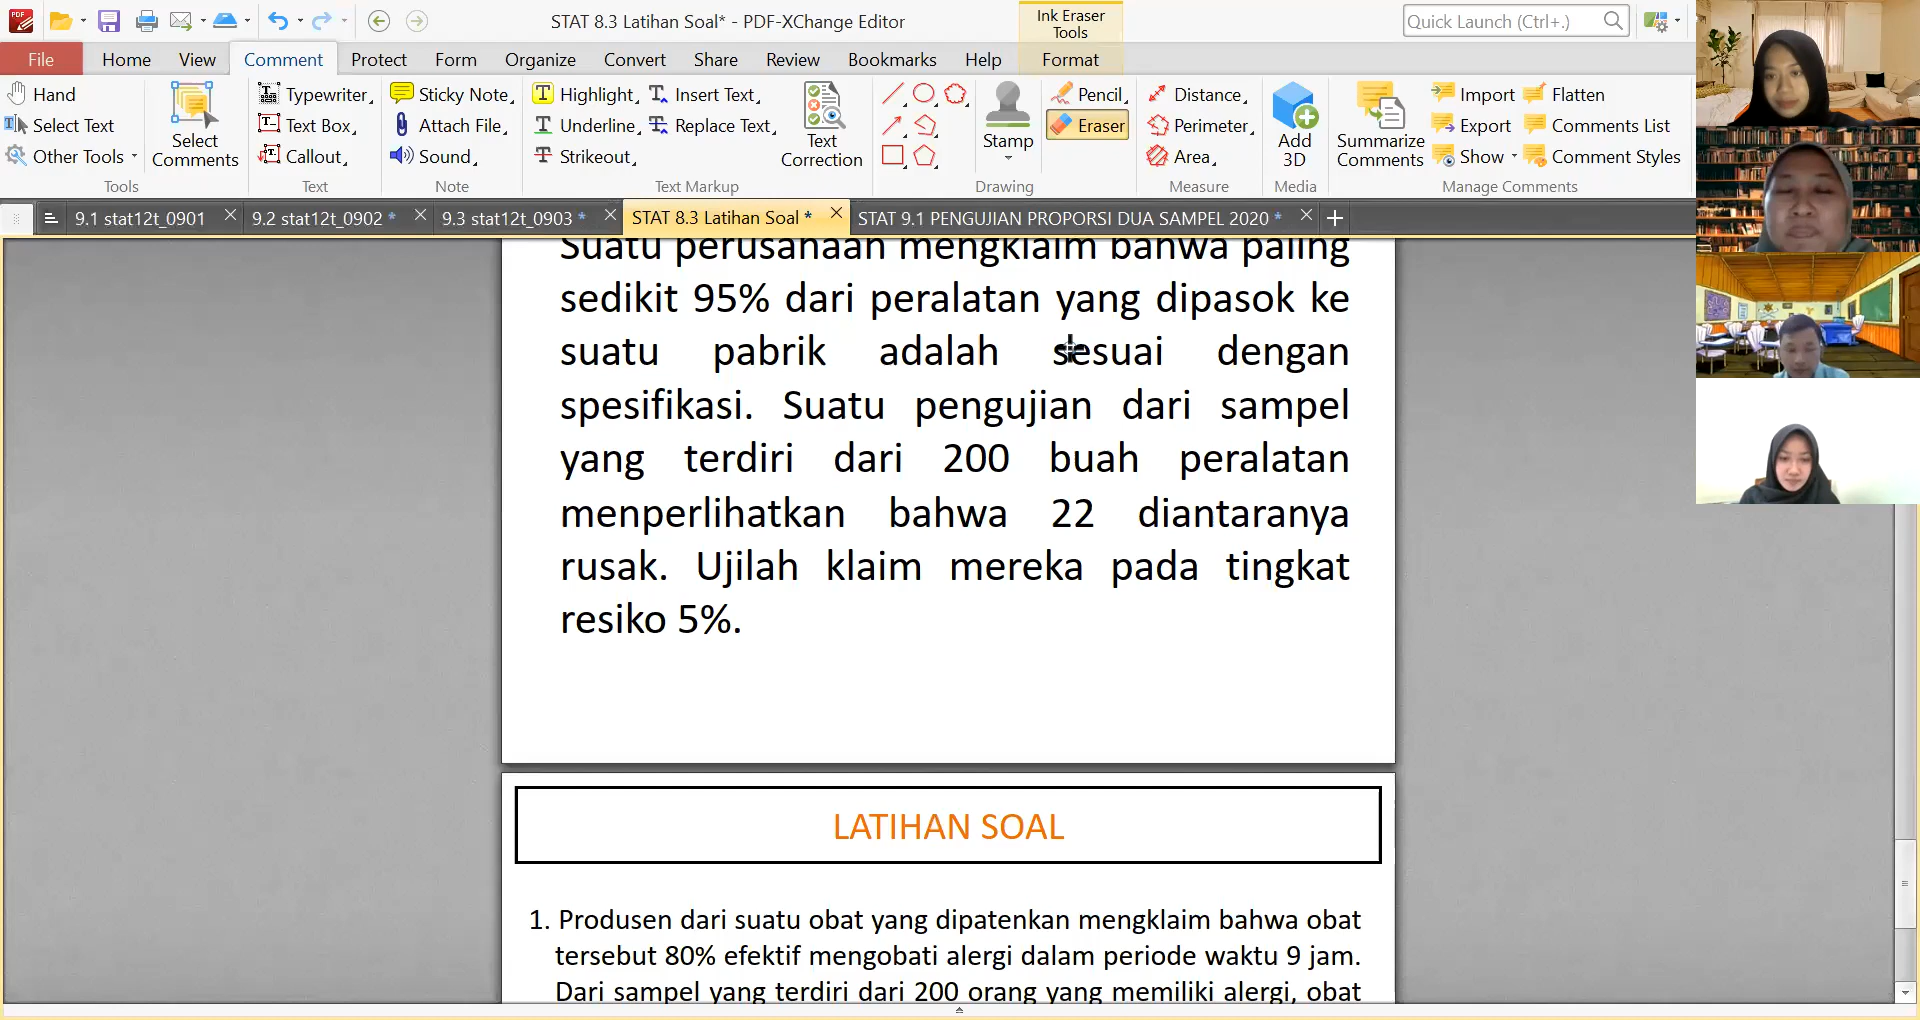 STAT 8.3 Latihan Soal* - PDF-XChange Editor
Ink Eraser Tools
Quick Launch (Ctrl+.)
File Home View Comment Protect Form Organize Convert Share Review Bookmarks Help Format
Hand
Select Text
Other Tools
Select Comments
Tools
Typewriter
Text Box
Callout
Text
Sticky Note
Attach File
Sound
Note
Highlight
Underline
Strikeout
Insert Text
Replace Text
Text Correction
Text Markup
Stamp
Drawing
Pencil
Eraser
Distance
Perimeter
Area
Measure
Add 3D
Media
Summarize Comments
Import
Export
Show
Flatten
Comments List
Comment Styles
Manage Comments
9.1 stat12t_0901
9.2 stat12t_0902 *
9.3 stat12t_0903 *
STAT 8.3 Latihan Soal *
STAT 9.1 PENGUJIAN PROPORSI DUA SAMPEL 2020 *
Suatu perusahaan mengklaim bahwa paling
sedikit 95% dari peralatan yang dipasok ke
suatu pabrik adalah sesuai dengan
spesifikasi. Suatu pengujian dari sampel
yang terdiri dari 200 buah peralatan
menperlihatkan bahwa 22 diantaranya
rusak. Ujilah klaim mereka pada tingkat
resiko 5%.
LATIHAN SOAL
1. Produsen dari suatu obat yang dipatenkan mengklaim bahwa obat
tersebut 80% efektif mengobati alergi dalam periode waktu 9 jam.
Dari sampel yang terdiri dari 200 orang yang memiliki alergi, obat